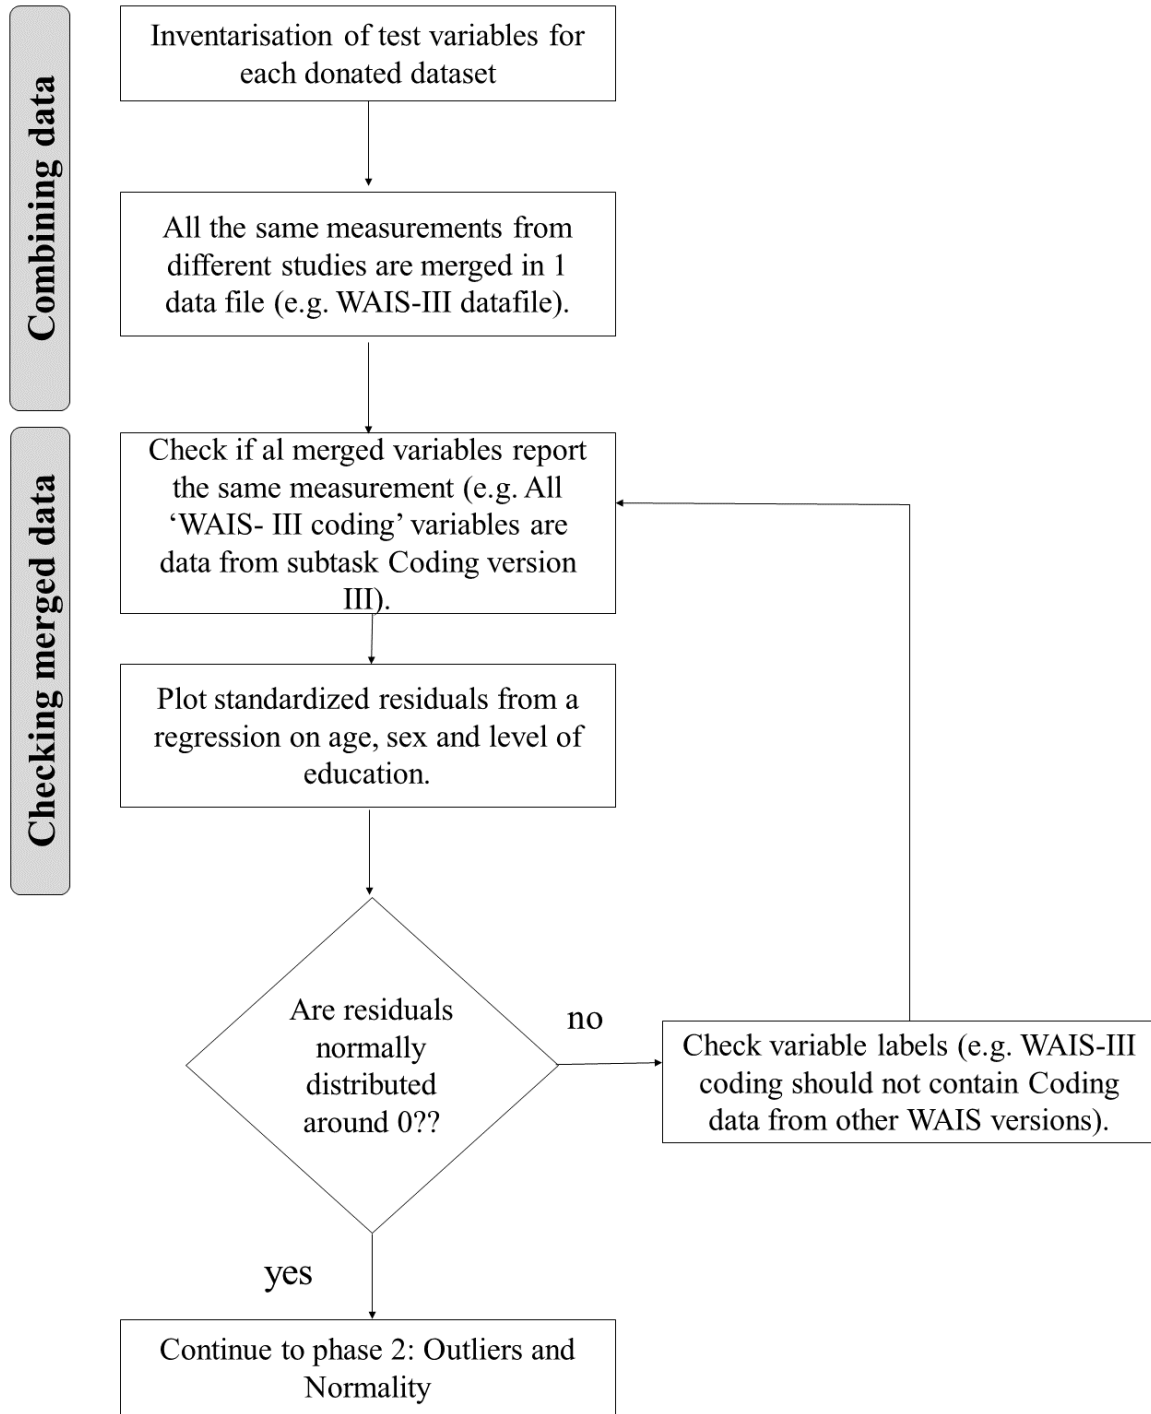 Combining data
Inventarisation of test variables for
each donated dataset
All the same measurements from
different studies are merged in 1
data file (e.g. WAIS-III datafile).
Checking merged data
Check if al merged variables report
the same measurement (e.g. All
‘WAIS- III coding’ variables are
data from subtask Coding version
III).
Plot standardized residuals from a
regression on age, sex and level of
education.
Are residuals
normally
distributed
around 0??
no
Check variable labels (e.g. WAIS-III
coding should not contain Coding
data from other WAIS versions).
yes
Continue to phase 2: Outliers and
Normality